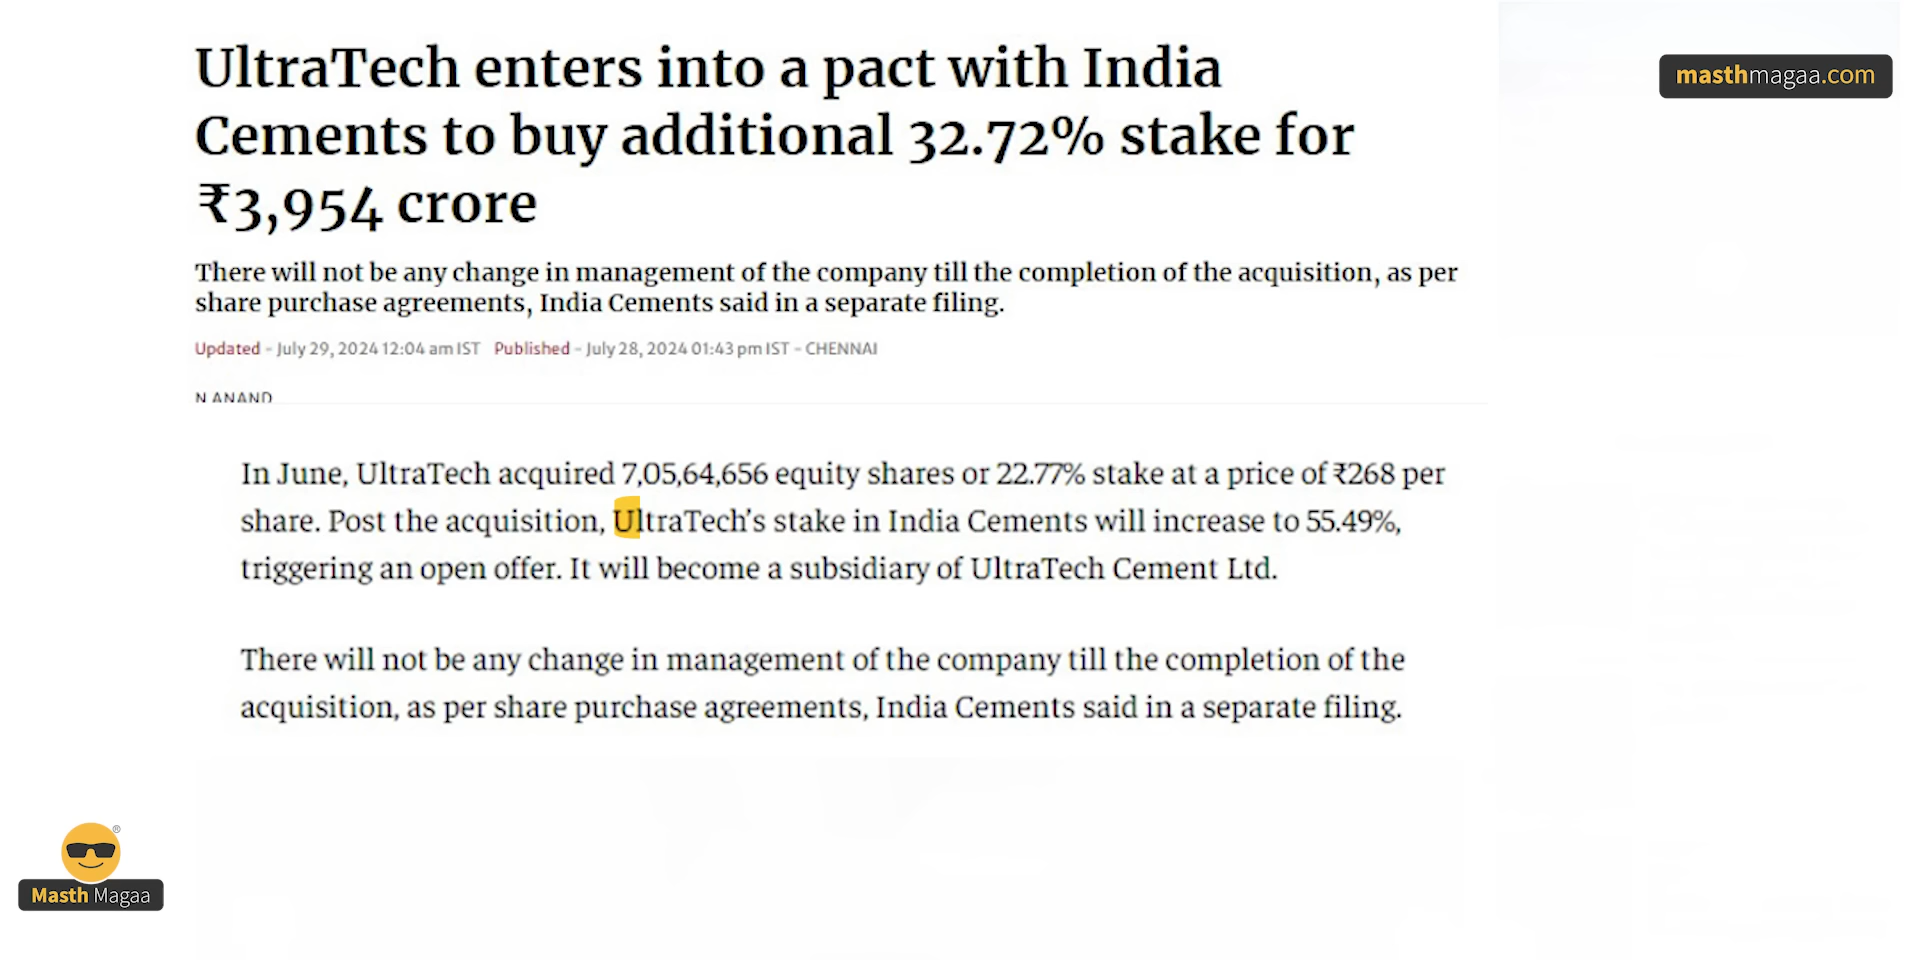 UltraTech enters into a pact with India
masthmagaa.com
Cements to buy additional 32.72% stake for
₹3,954 crore
There will not be any change in management of the company till the completion of the acquisition, as per
share purchase agreements, India Cements said in a separate filing.
Updated - July 29, 2024 12:04 am IST Published - July 28, 2024 01:43 pm IST - CHENNAI
N ANAND
In June, UltraTech acquired 7,05,64,656 equity shares or 22.77% stake at a price of ₹268 per
share. Post the acquisition, UltraTech’s stake in India Cements will increase to 55.49%,
triggering an open offer. It will become a subsidiary of UltraTech Cement Ltd.
There will not be any change in management of the company till the completion of the
acquisition, as per share purchase agreements, India Cements said in a separate filing.
®
Masth Magaa